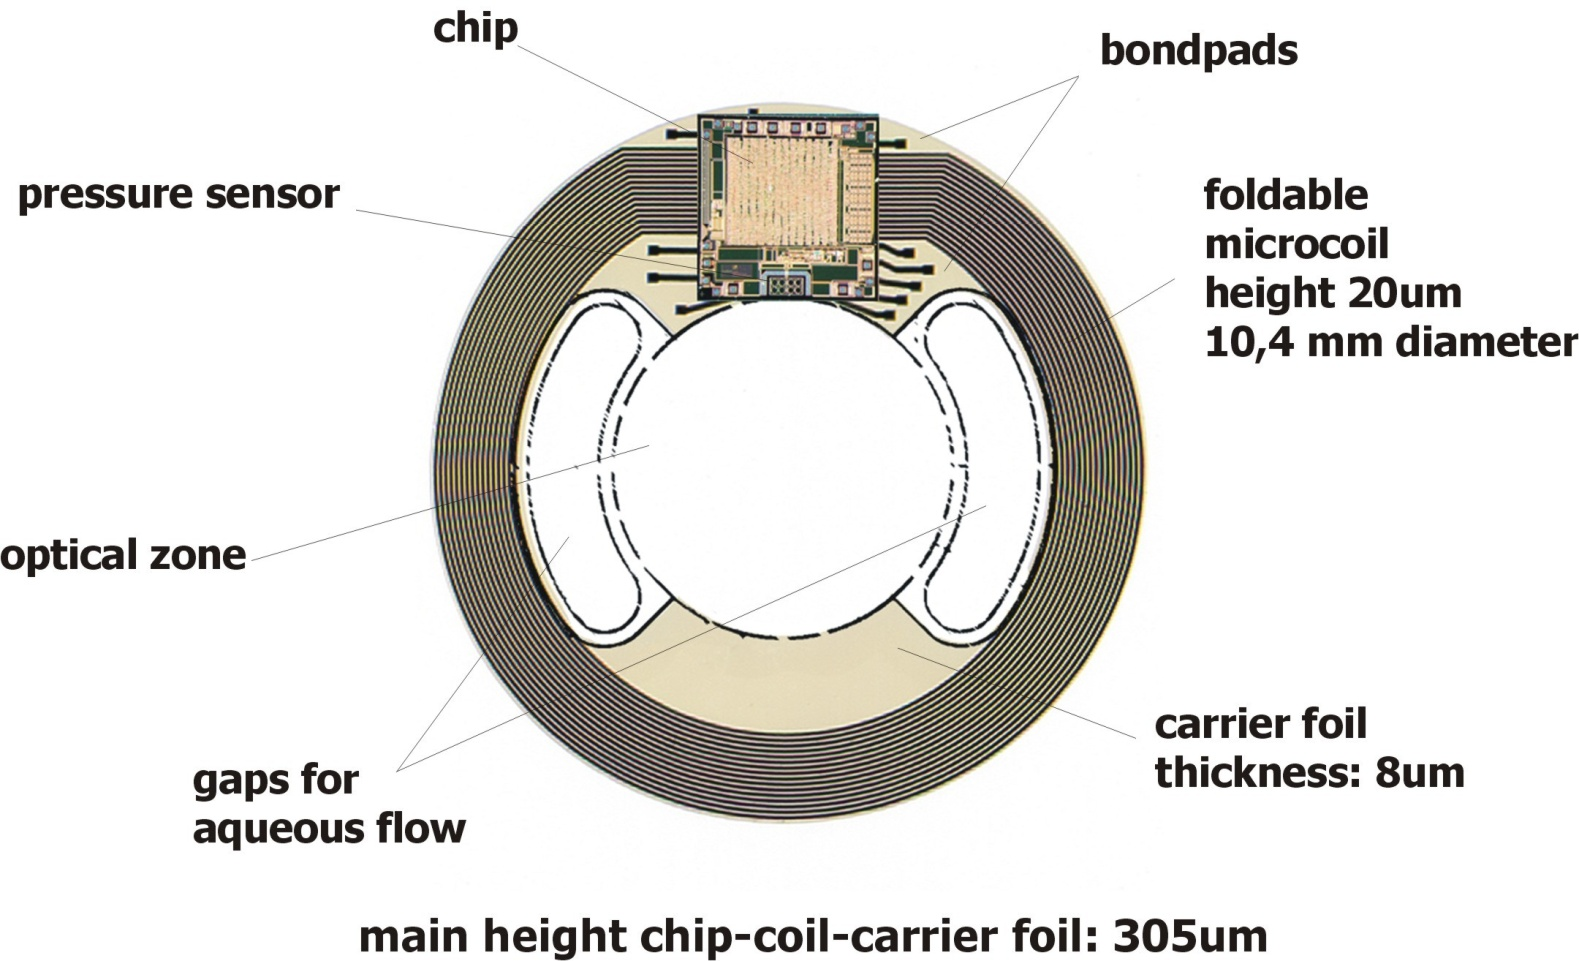 chip
bondpads
pressure sensor
foldable
microcoil
height 20um
10,4 mm diameter
optical zone
carrier foil
thickness: 8um
gaps for
aqueous flow
main height chip-coil-carrier foil: 305um